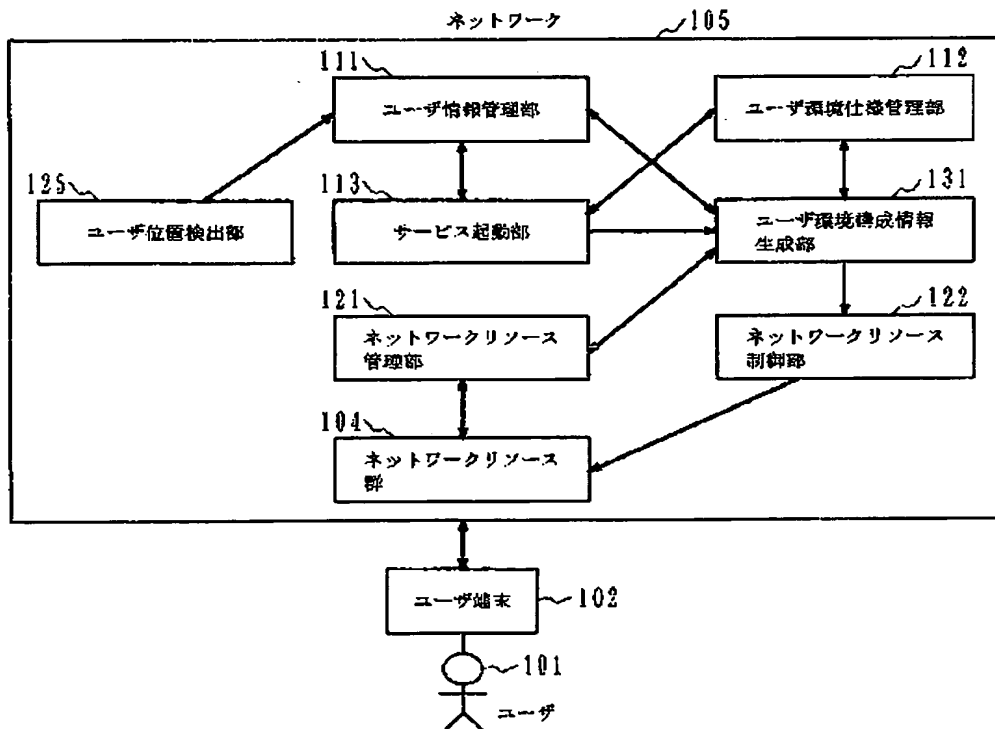 ネットワーク
105
111
ユーザ情報管理部
112
ユーザ環境仕様管理部
125
ユーザ位置検出部
113
サービス起動部
131
ユーザ環境構成情報
生成部
121
ネットワークリソース
管理部
122
ネットワークリソース
制御部
104
ネットワークリソース
群
ユーザ端末
102
101
ユーザ